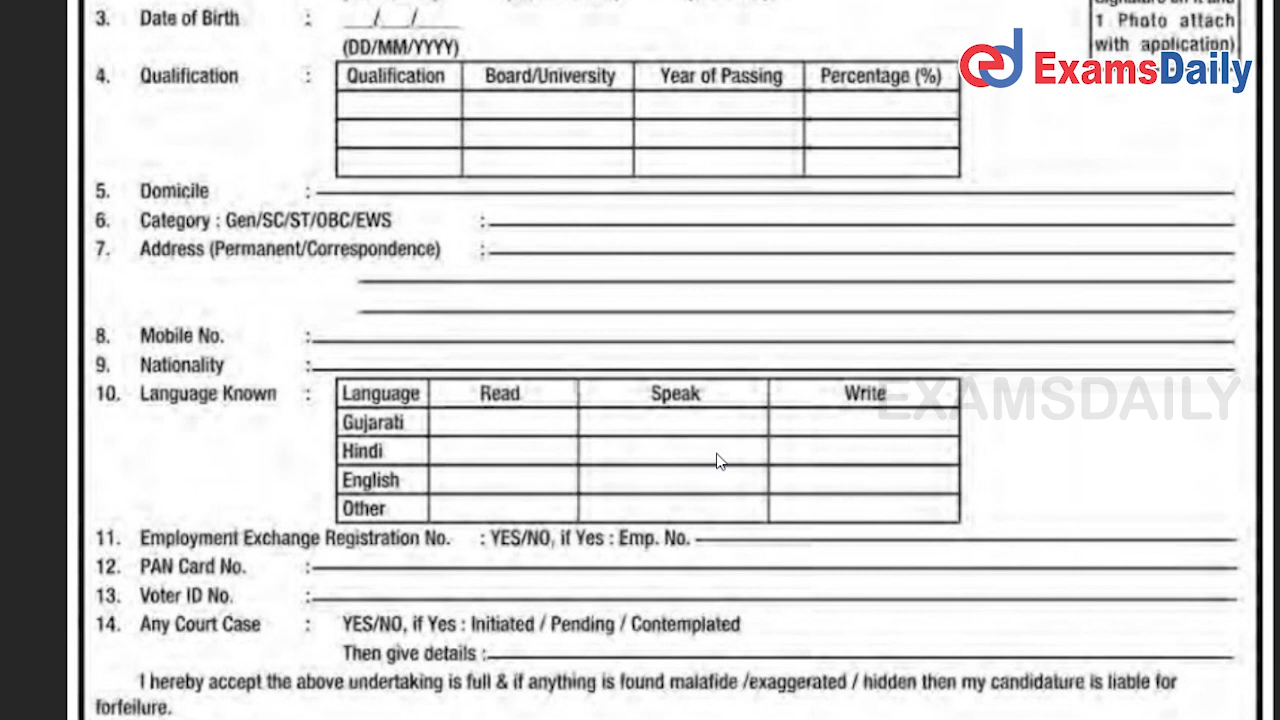 signature on it and
3. Date of Birth : __/__/____
1 Photo attach
(DD/MM/YYYY)
with application)
ExamsDaily
4. Qualification : Qualification Board/University Year of Passing Percentage (%)
5. Domicile :
6. Category : Gen/SC/ST/OBC/EWS :
7. Address (Permanent/Correspondence) :
8. Mobile No. :
9. Nationality :
10. Language Known : Language Read Speak Write
EXAMSDAILY
Gujarati
Hindi
English
Other
11. Employment Exchange Registration No. : YES/NO, if Yes : Emp. No.
12. PAN Card No. :
13. Voter ID No. :
14. Any Court Case : YES/NO, if Yes : Initiated / Pending / Contemplated
Then give details :
I hereby accept the above undertaking is full & if anything is found malafide /exaggerated / hidden then my candidature is liable for
forfeilure.